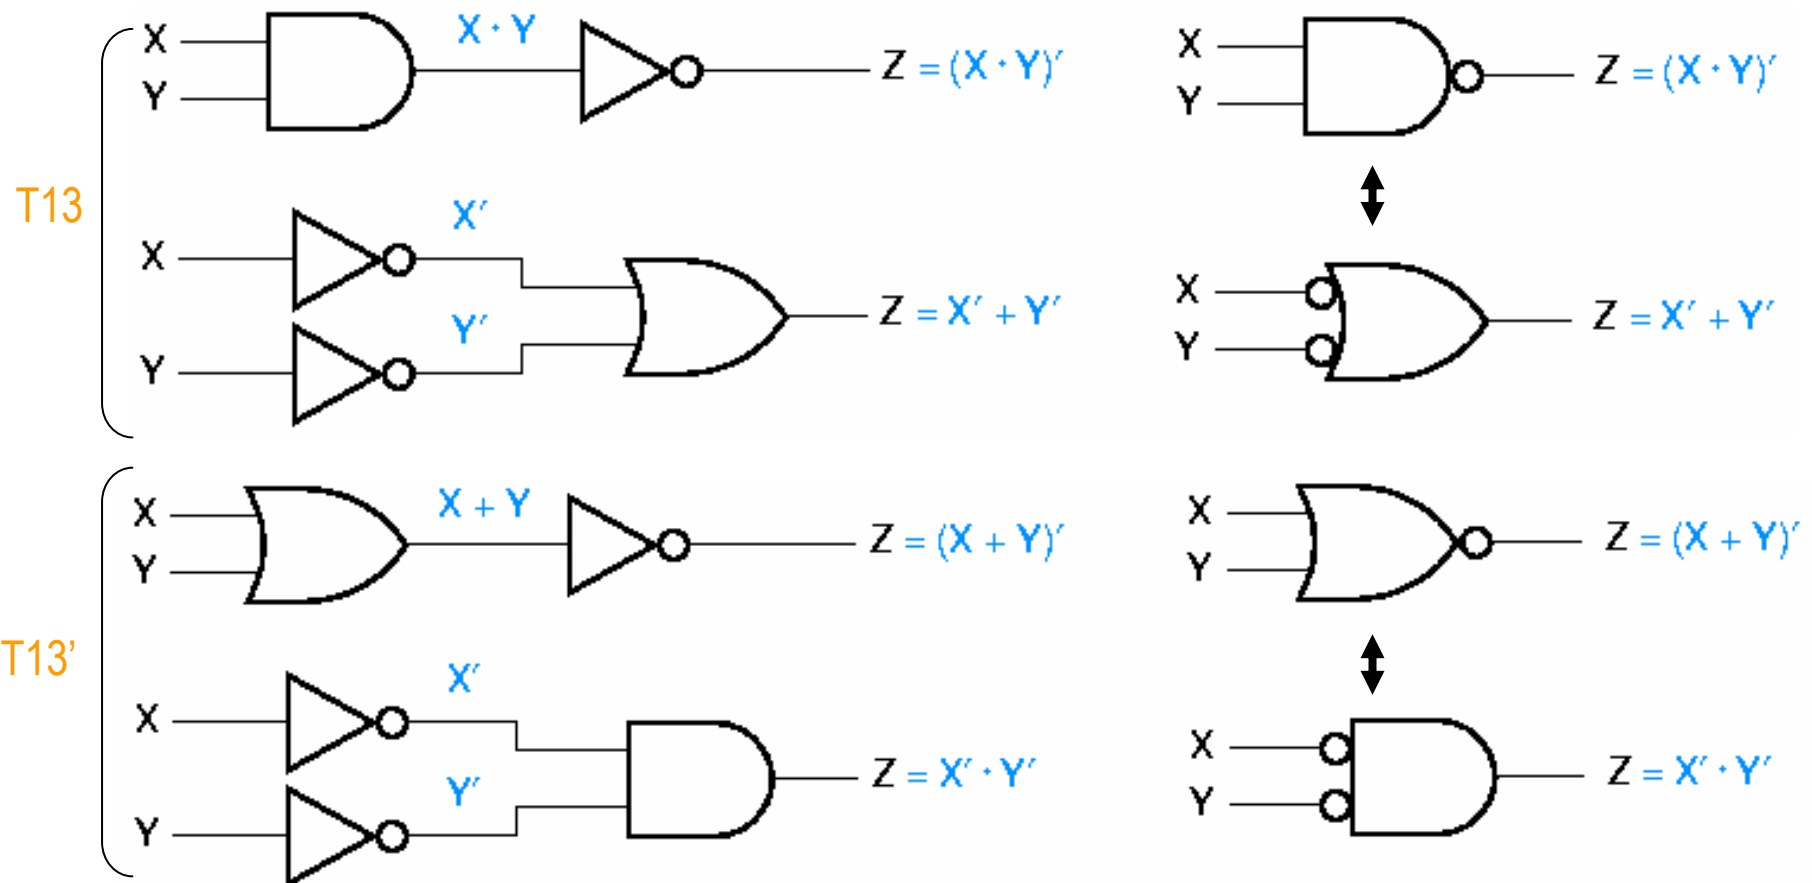 T13
X
Y
X · Y
Z = (X · Y)′
X
Y
Z = (X · Y)′
X
X′
Y
Y′
Z = X′ + Y′
X
Y
Z = X′ + Y′
T13’
X
Y
X + Y
Z = (X + Y)′
X
Y
Z = (X + Y)′
X
X′
Y
Y′
Z = X′ · Y′
X
Y
Z = X′ · Y′